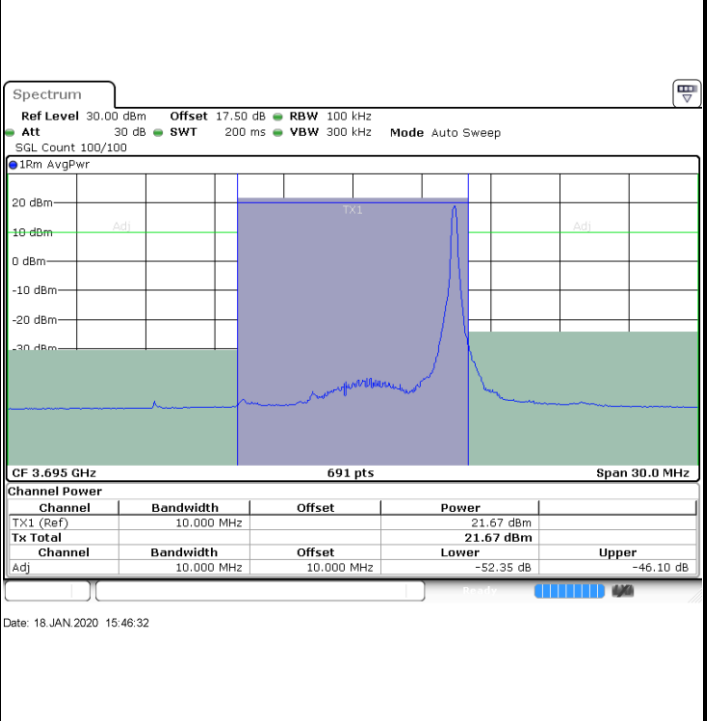 Spectrum
Ref Level 30.00 dBm Offset 17.50 dB RBW 100 kHz
Att 30 dB SWT 200 ms VBW 300 kHz Mode Auto Sweep
SGL Count 100/100
1Rm AvgPwr
20 dBm
TX1
Adj
Adj
10 dBm
0 dBm
-10 dBm
-20 dBm
-30 dBm
CF 3.695 GHz 691 pts Span 30.0 MHz
Channel Power
Channel Bandwidth Offset Power
TX1 (Ref) 10.000 MHz 21.67 dBm
Tx Total 21.67 dBm
Channel Bandwidth Offset Lower Upper
Adj 10.000 MHz 10.000 MHz -52.35 dB -46.10 dB
Ready
Date: 18.JAN.2020 15:46:32